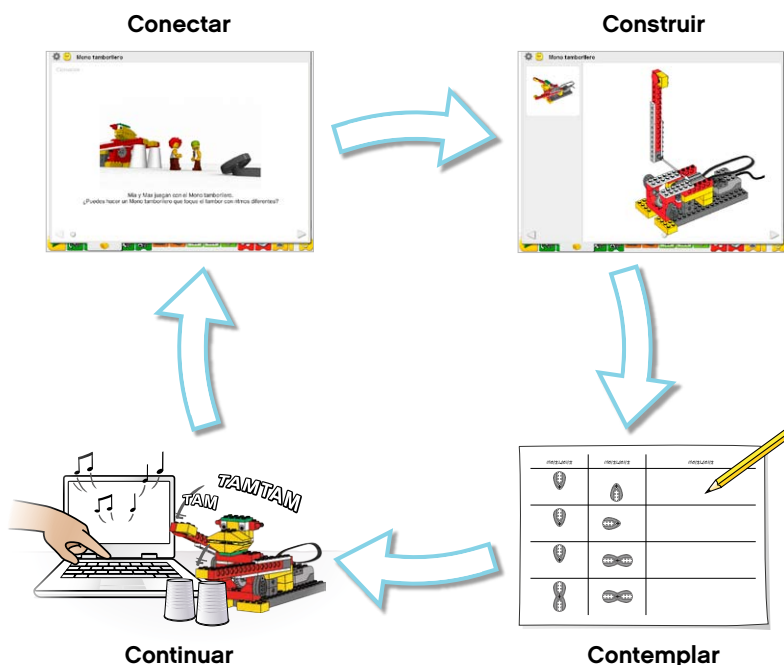 Conectar
Construir
Mono tamborilero
Conectar
Mia y Max juegan con el Mono tamborilero.
¿Puedes hacer un Mono tamborilero que toque el tambor con ritmos diferentes?
Mono tamborilero
TAM
TAMTAM
Continuar
Contemplar